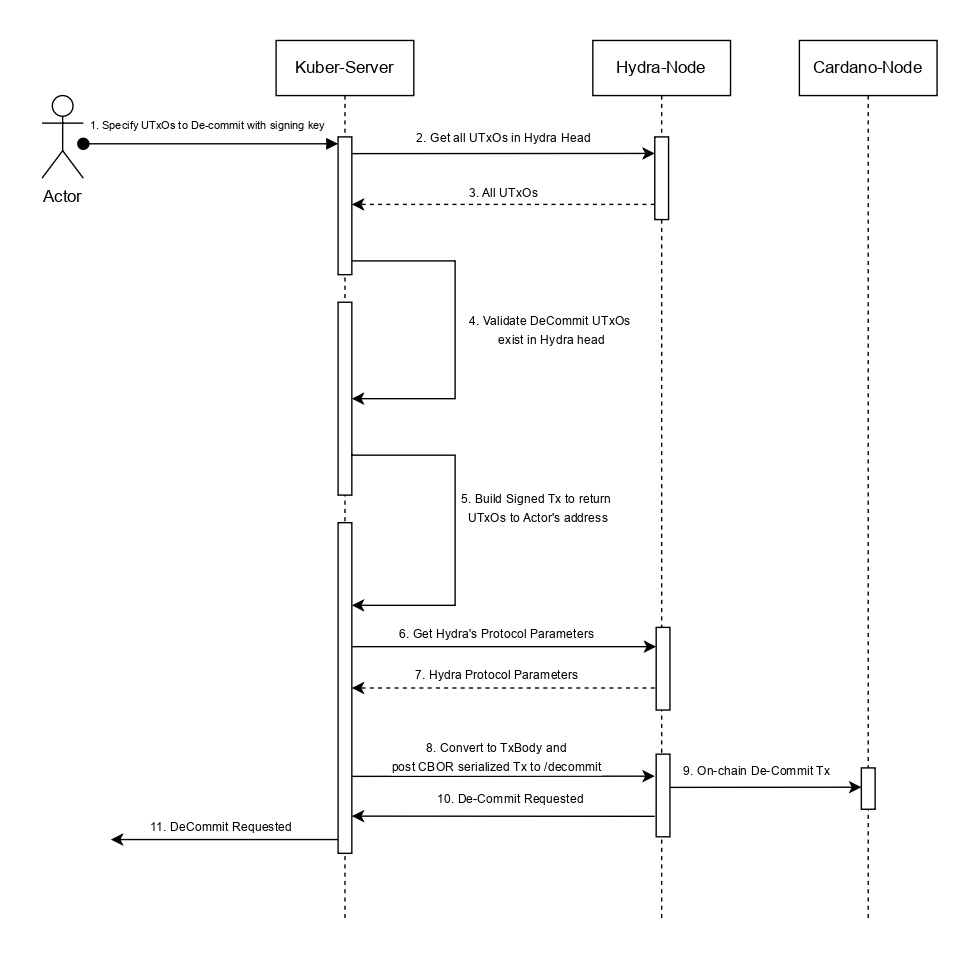 Kuber-Server
Hydra-Node
Cardano-Node
1. Specify UTxOs to De-commit with signing key
Actor
2. Get all UTxOs in Hydra Head
3. All UTxOs
4. Validate DeCommit UTxOs
exist in Hydra head
5. Build Signed Tx to return
UTxOs to Actor's address
6. Get Hydra's Protocol Parameters
7. Hydra Protocol Parameters
8. Convert to TxBody and
post CBOR serialized Tx to /decommit
9. On-chain De-Commit Tx
10. De-Commit Requested
11. DeCommit Requested